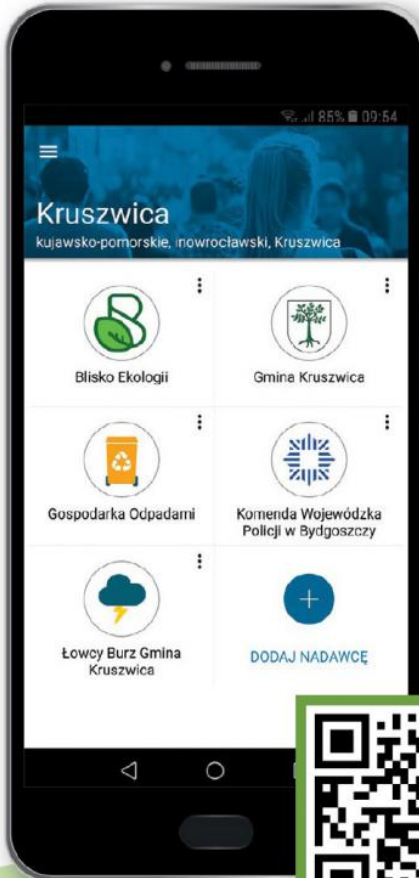 85% 09:54
Kruszwica
kujawsko-pomorskie, inowrocławski, Kruszwica
Blisko Ekologii
Gmina Kruszwica
Gospodarka Odpadami
Komenda Wojewódzka
Policji w Bydgoszczy
Łowcy Burz Gmina
Kruszwica
DODAJ NADAWCĘ